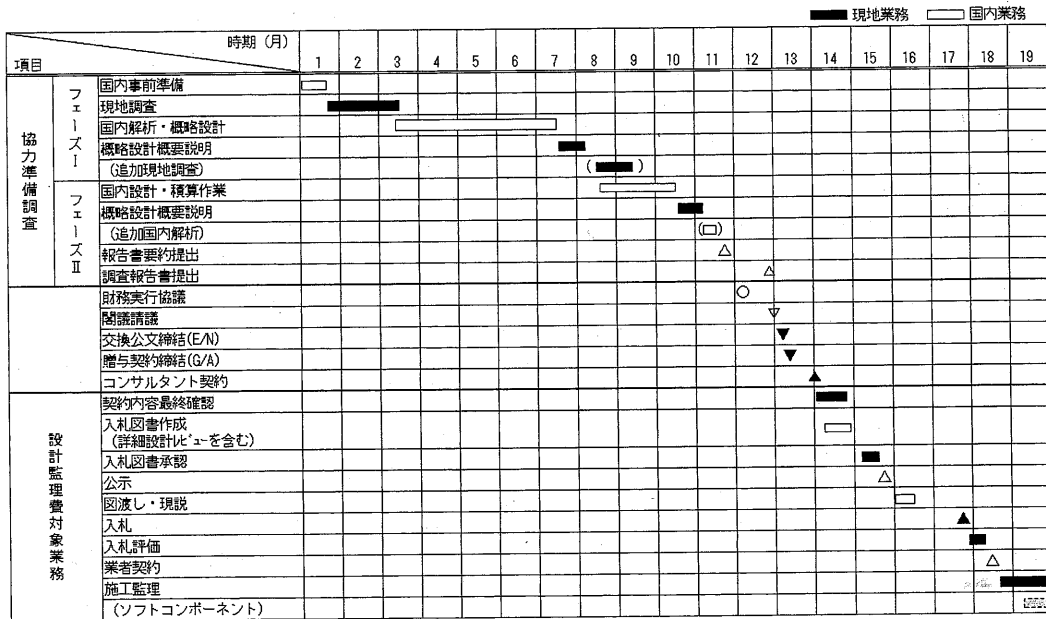 現地業務 国内業務
時期（月）
項目
1 2 3 4 5 6 7 8 9 10 11 12 13 14 15 16 17 18 19
協力準備調査
フェーズⅠ
国内事前準備
現地調査
国内解析・概略設計
概略設計概要説明
（追加現地調査）
( )
フェーズⅡ
国内設計・積算作業
概略設計概要説明
（追加国内解析）
( )
報告書要約提出
調査報告書提出
財務実行協議
閣議請議
交換公文締結(E/N)
贈与契約締結(G/A)
コンサルタント契約
設計監理費対象業務
契約内容最終確認
入札図書作成
（詳細設計ﾚﾋﾞｭｰを含む）
入札図書承認
公示
図渡し・現説
入札
入札評価
業者契約
施工監理
（ソフトコンポーネント）